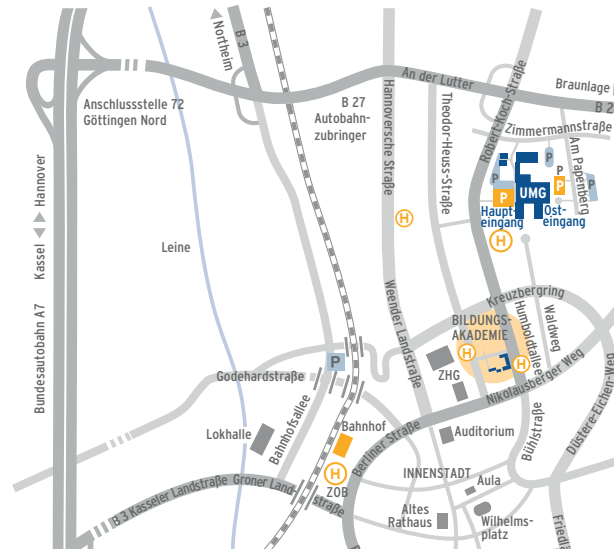 B 3
Northeim
An der Lutter
Robert-Koch-Straße
Braunlage
B 2
Anschlussstelle 72
Göttingen Nord
B 27
Autobahn-
zubringer
Hannoversche Straße
Theodor-Heuss-Straße
Zimmermannstraße
Am Papenberg
P
P
P
P
P
P
UMG
Haupt-
eingang
Ost-
eingang
H
H
Kassel
Hannover
Bundesautobahn A7
Leine
Weender Landstraße
Kreuzbergring
BILDUNGS-
AKADEMIE
Humboldtallee
Waldweg
H
H
P
ZHG
Nikolausberger Weg
Godehardstraße
Bahnhofsallee
Lokhalle
Bahnhof
H
ZOB
Berliner Straße
Auditorium
Bühlstraße
Düstere-Eichen-Weg
INNENSTADT
Aula
Altes
Rathaus
Wilhelms-
platz
B 3 Kasseler Landstraße
Groner Land-
straße
Friedlä